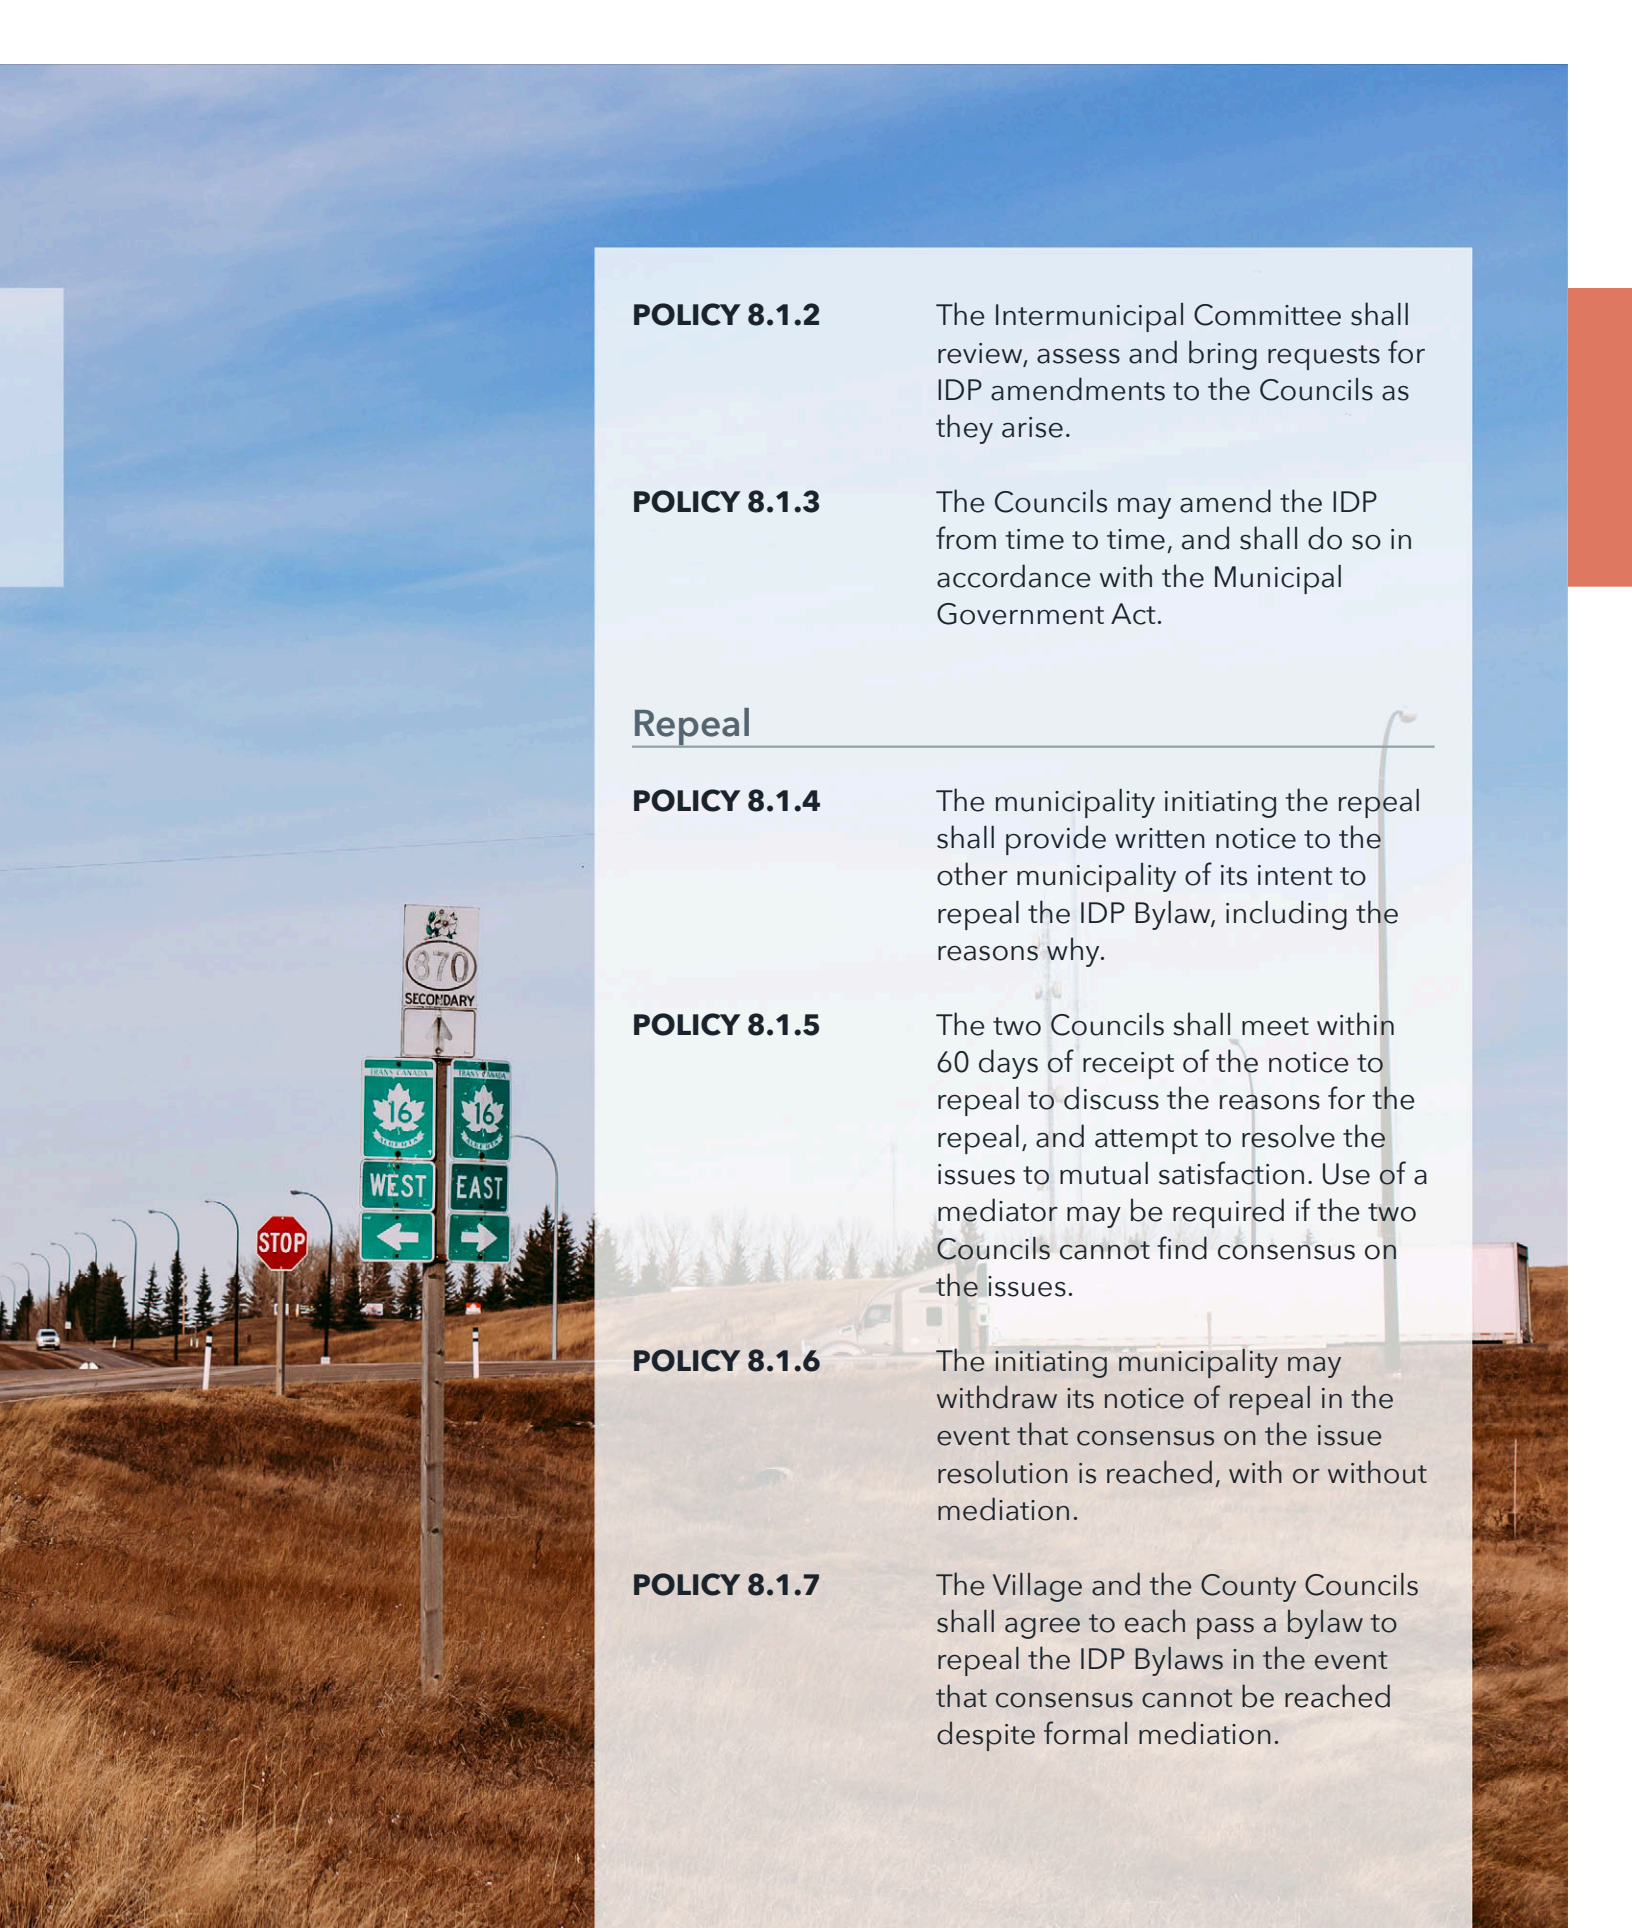 POLICY 8.1.2
The Intermunicipal Committee shall
review, assess and bring requests for
IDP amendments to the Councils as
they arise.
POLICY 8.1.3
The Councils may amend the IDP
from time to time, and shall do so in
accordance with the Municipal
Government Act.
Repeal
POLICY 8.1.4
The municipality initiating the repeal
shall provide written notice to the
other municipality of its intent to
repeal the IDP Bylaw, including the
reasons why.
POLICY 8.1.5
The two Councils shall meet within
60 days of receipt of the notice to
repeal to discuss the reasons for the
repeal, and attempt to resolve the
issues to mutual satisfaction. Use of a
mediator may be required if the two
Councils cannot find consensus on
the issues.
POLICY 8.1.6
The initiating municipality may
withdraw its notice of repeal in the
event that consensus on the issue
resolution is reached, with or without
mediation.
POLICY 8.1.7
The Village and the County Councils
shall agree to each pass a bylaw to
repeal the IDP Bylaws in the event
that consensus cannot be reached
despite formal mediation.
870
SECONDARY
TRANS CANADA
16
ALBERTA
WEST
TRANS CANADA
16
ALBERTA
EAST
STOP